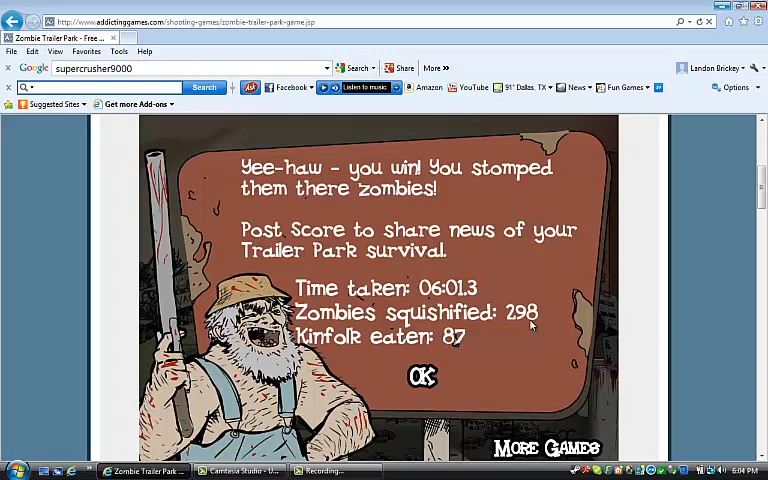 http://www.addictinggames.com/shooting-games/zombie-trailer-park-game.jsp
Zombie Trailer Park - Free ...
File Edit View Favorites Tools Help
Google supercrusher9000 Search Share More » Landon Brickey
Search Facebook Listen to music Amazon YouTube 91° Dallas, TX News Fun Games Options
Suggested Sites Get more Add-ons
Yee-haw - you win! You stomped
them there zombies!
Post Score to share news of your
Trailer Park survival.
Time taken: 06:01.3
Zombies squishified: 298
Kinfolk eaten: 87
OK
More Games
Zombie Trailer Park ... Camtasia Studio - U... Recording... 6:04 PM